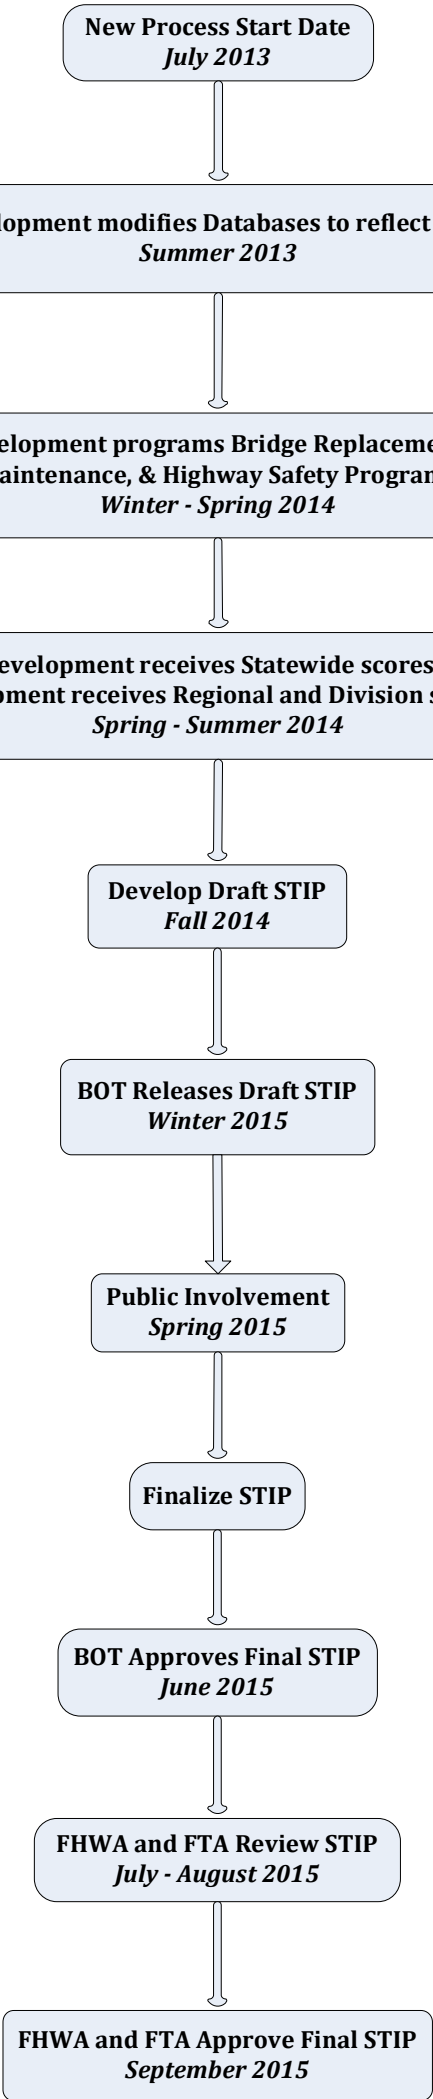 New Process Start Date
July 2013
lopment modifies Databases to reflect
Summer 2013
elopment programs Bridge Replaceme
aintenance, & Highway Safety Progran
Winter - Spring 2014
evelopment receives Statewide scores
pment receives Regional and Division s
Spring - Summer 2014
Develop Draft STIP
Fall 2014
BOT Releases Draft STIP
Winter 2015
Public Involvement
Spring 2015
Finalize STIP
BOT Approves Final STIP
June 2015
FHWA and FTA Review STIP
July - August 2015
FHWA and FTA Approve Final STIP
September 2015